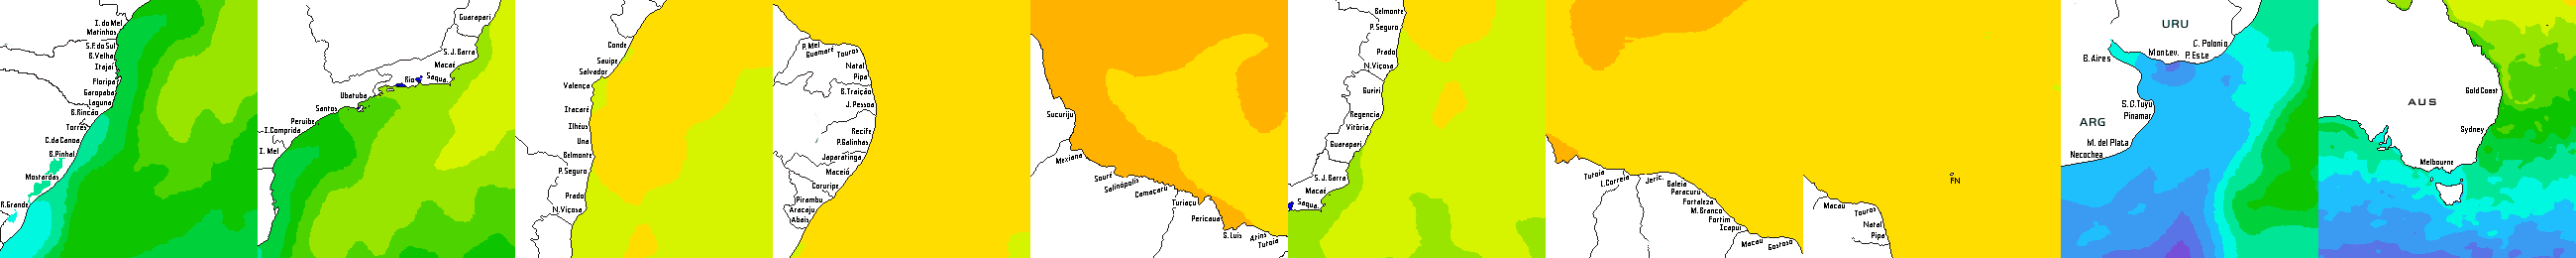 I. do Mel
Matinhos
S.F. do Sul
B.Velha
Itajaí
Floripa
Garopaba
Laguna
B.Rincão
Torres
C.da Canoa
B.Pinhal
Mostardas
R.Grande
Guarapari
S.J.Barra
Macaé
Rio
Saqua.
Ubatuba
Santos
Peruibe
I.Comprida
I. Mel
Conde
Sauipe
Salvador
Valença
Itacaré
Ilhéus
Una
Belmonte
P.Seguro
Prado
N.Viçosa
P. Mel
Guamaré
Touros
Natal
Pipa
B.Traição
J. Pessoa
Recife
P.Galinhas
Japaratinga
Maceió
Coruripe
Pirambu
Aracaju
Abais
Sucuriju
Mexiana
Soure
Salinópolis
Camacaru
Turiaçu
Pericaua
S.Luis
Atins
Tutoia
Belmonte
P.Seguro
Prado
N.Viçosa
Guriri
Regencia
Vitória
Guarapari
S.J.Barra
Macaé
Saqua.
Tutoia
L.Correia
Jeric.
Baleia
Paracuru
Fortaleza
M.Branco
Fortim
Icapui
Macau
Galinhos
FN
Macau
Touros
Natal
Pipa
URU
C. Polonio
Montev.
P.Este
B.Aires
S.C.Tuyu
Pinamar
ARG
M. del Plata
Necochea
AUS
Gold Coast
Sydney
Melbourne